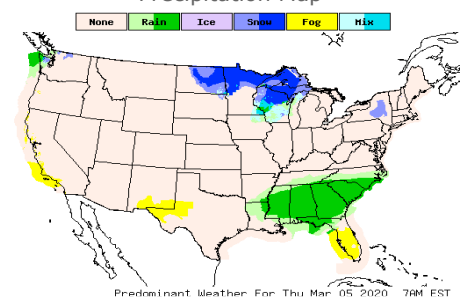 Precipitation Map
None Rain Ice Snow Fog Mix
Predominant Weather For Thu Mar 05 2020 7AM EST